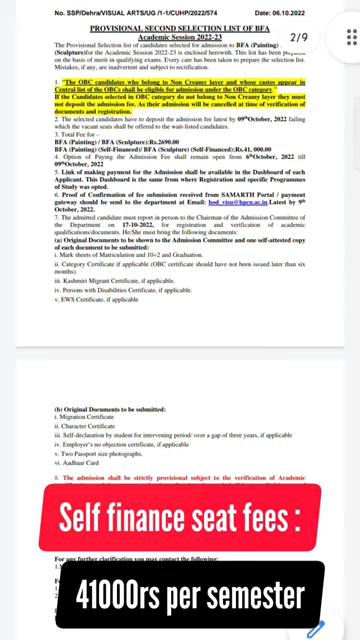 No. SSP/Dehra/VISUAL ARTS/UG /1-1/CUHP/2022/574 Date: 06.10.2022
2/9
PROVISIONAL SECOND SELECTION LIST OF BFA
Academic Session 2022-23
The Provisional Selection list of candidates selected for admission to BFA (Painting)
(Sculpture)for the Academic Session 2022-23 is enclosed herewith. This list has been prepared
on the basis of merit in qualifying exams. Every care has been taken to prepare the selection list.
Mistakes, if any, are inadvertent and subject to rectification.
1. "The OBC candidates who belong to Non Creamy layer and whose castes appear in
Central list of the OBCs shall be eligible for admission under the OBC category."
If the Candidates selected in OBC category do not belong to Non Creamy layer they must
not deposit the admission fee. As their admission will be cancelled at time of verification of
documents and registration.
2. The selected candidates have to deposit the admission fee latest by 09thOctober, 2022 failing
which the vacant seats shall be offered to the wait-listed candidates.
3. Total Fee for –
BFA (Painting) / BFA (Sculpture):Rs.2690.00
BFA (Painting) (Self-Financed)/ BFA (Sculpture) (Self-Financed):Rs.41, 000.00
4. Option of Paying the Admission Fee shall remain open from 6thOctober, 2022 till
09thOctober, 2022
5. Link of making payment for the Admission shall be available in the Dashboard of each
Applicant. This Dashboard is the same from where Registration and specific Programmes
of Study was opted.
6. Proof of Confirmation of fee submission received from SAMARTH Portal / payment
gateway should be send to the department at Email: hod_visu@hpcu.ac.in Latest by 9th
October, 2022.
7. The admitted candidate must report in person to the Chairman of the Admission Committee of
the Department on 17-10-2022, for registration and verification of academic
qualifications/documents. He/She must bring the following documents:
(a) Original Documents to be shown to the Admission Committee and one self-attested copy
of each document to be submitted:
i. Mark sheets of Matriculation and 10+2 and Graduation.
ii. Category Certificate if applicable (OBC certificate should have not been issued later than six
months).
iii. Kashmiri Migrant Certificate, if applicable.
iv. Persons with Disabilities Certificate, if applicable.
v. EWS Certificate, if applicable
(b) Original Documents to be submitted:
i. Migration Certificate
ii. Character Certificate
iii. Self-declaration by student for intervening period/ over a gap of three years, if applicable
iv. Employer's no objection certificate, if applicable
v. Two Passport size photographs.
vi. Aadhaar Card
8. The admission shall be strictly provisional subject to the verification of Academic
Self finance seat fees :
For any further clarification you may contact the following:
41000rs per semester